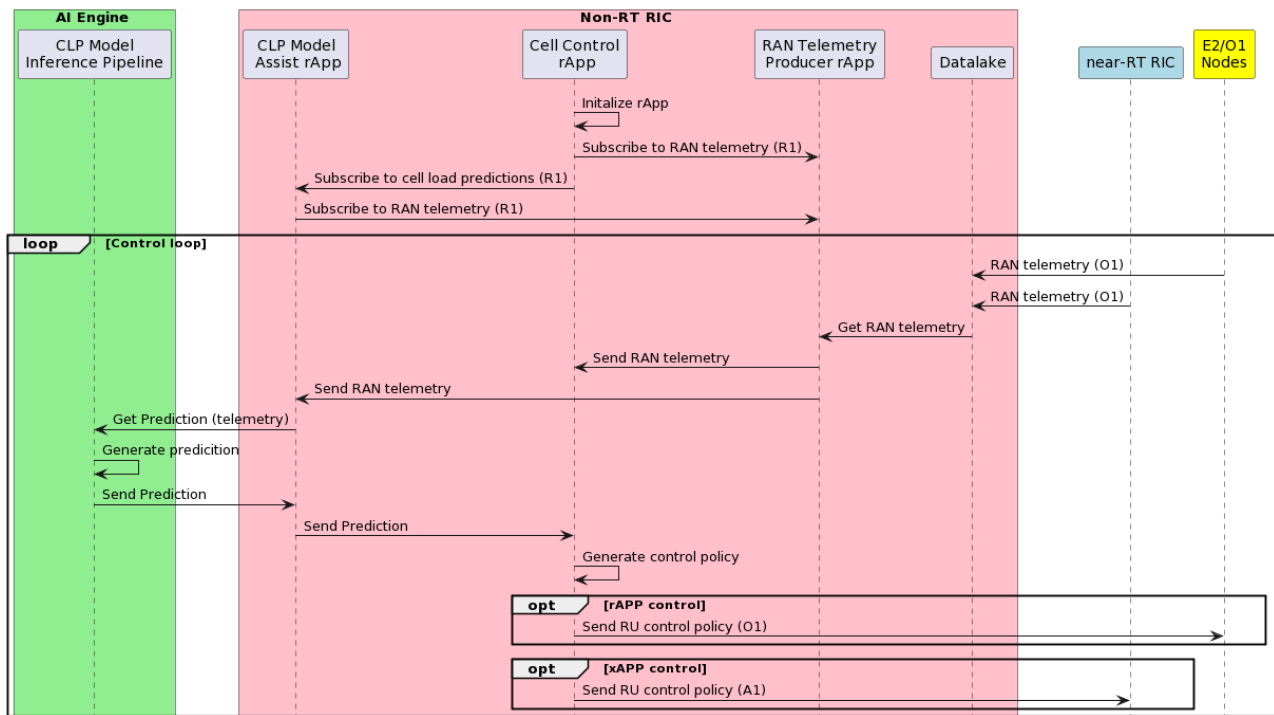 AI Engine
Non-RT RIC
CLP Model
Inference Pipeline
CLP Model
Assist rApp
Cell Control
rApp
RAN Telemetry
Producer rApp
Datalake
near-RT RIC
E2/O1
Nodes
Initalize rApp
Subscribe to RAN telemetry (R1)
Subscribe to cell load predictions (R1)
Subscribe to RAN telemetry (R1)
loop [Control loop]
RAN telemetry (O1)
RAN telemetry (O1)
Get RAN telemetry
Send RAN telemetry
Send RAN telemetry
Get Prediction (telemetry)
Generate predicition
Send Prediction
Send Prediction
Generate control policy
opt [rAPP control]
Send RU control policy (O1)
opt [xAPP control]
Send RU control policy (A1)